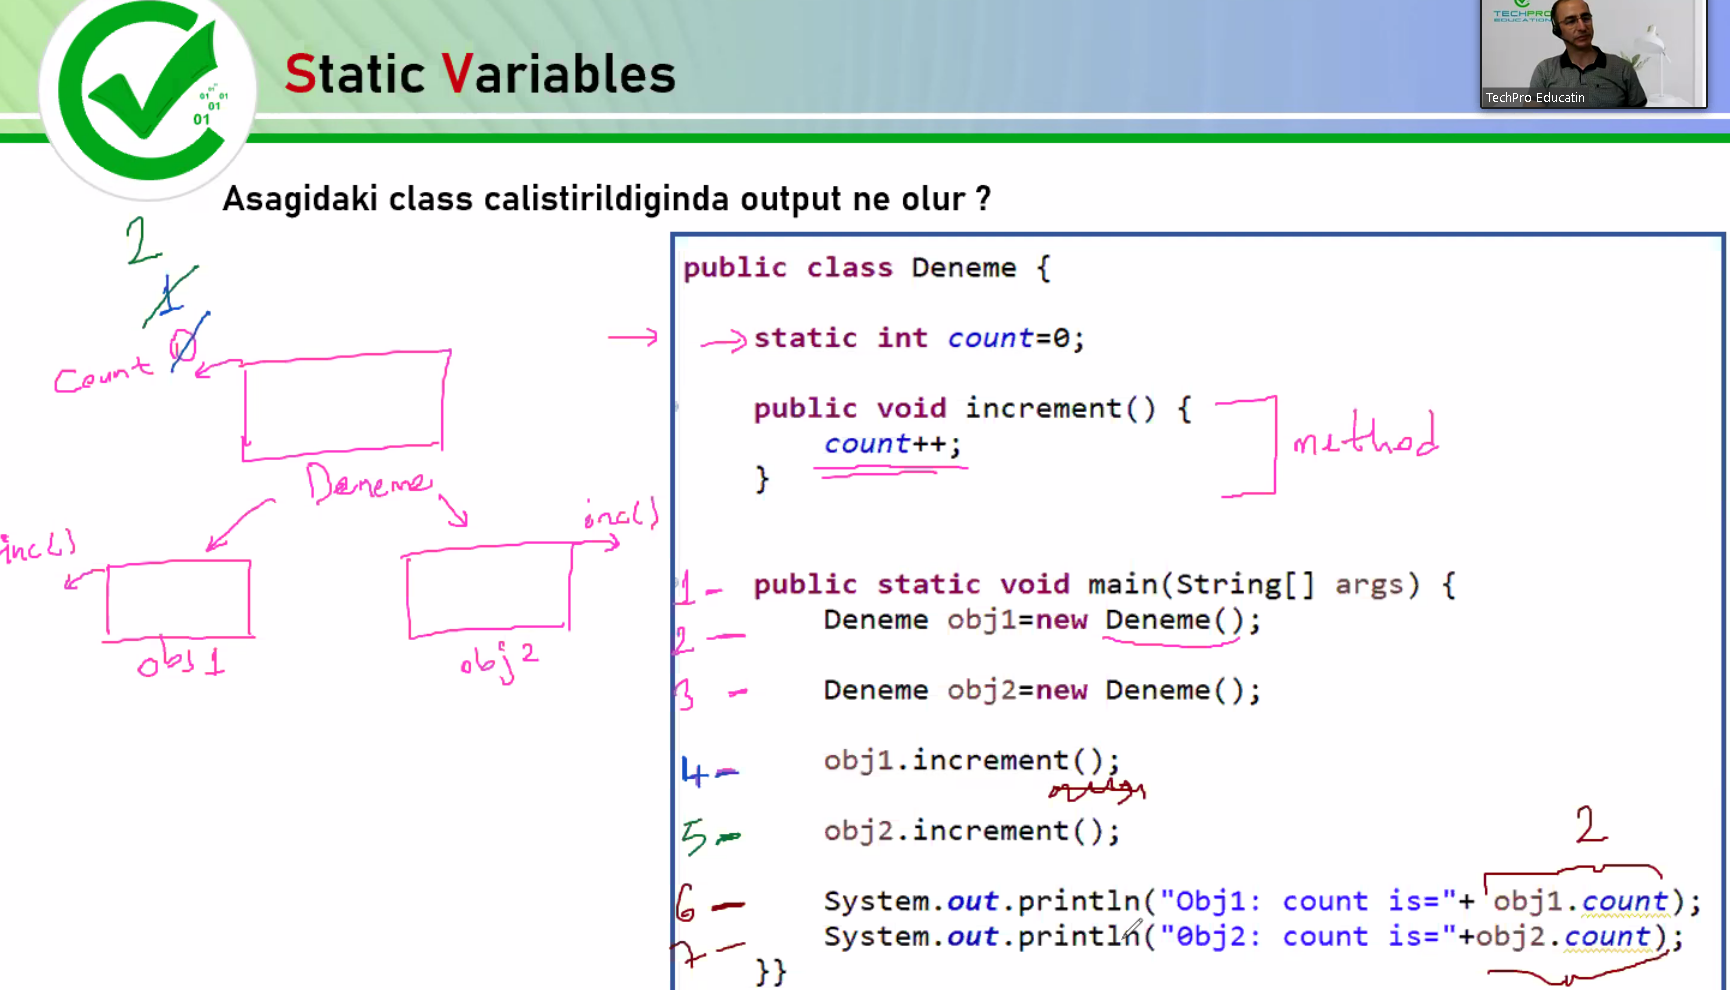 Static Variables
TECHPRO
EDUCATION
TechPro Educatin
01 01
01
01
Asagidaki class calistirildiginda output ne olur ?
2
1
0
Count
Deneme
inc()
inc()
obj1
obj2
public class Deneme {
static int count=0;
public void increment() {
count++;
}
method
1- public static void main(String[] args) {
2- Deneme obj1=new Deneme();
3- Deneme obj2=new Deneme();
4- obj1.increment();
5- obj2.increment();
2
6- System.out.println("Obj1: count is="+ obj1.count);
7- System.out.println("0bj2: count is="+obj2.count);
}}